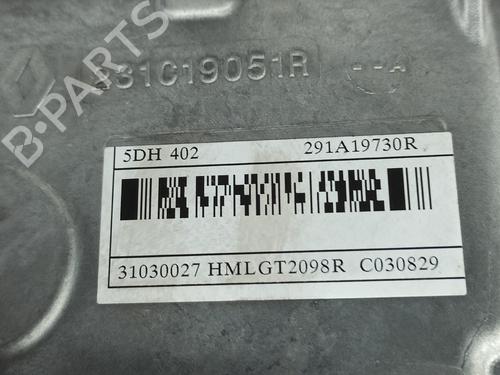 31C19051R --A
5DH 402 291A19730R
31030027 HMLGT2098R C030829
B-PARTS